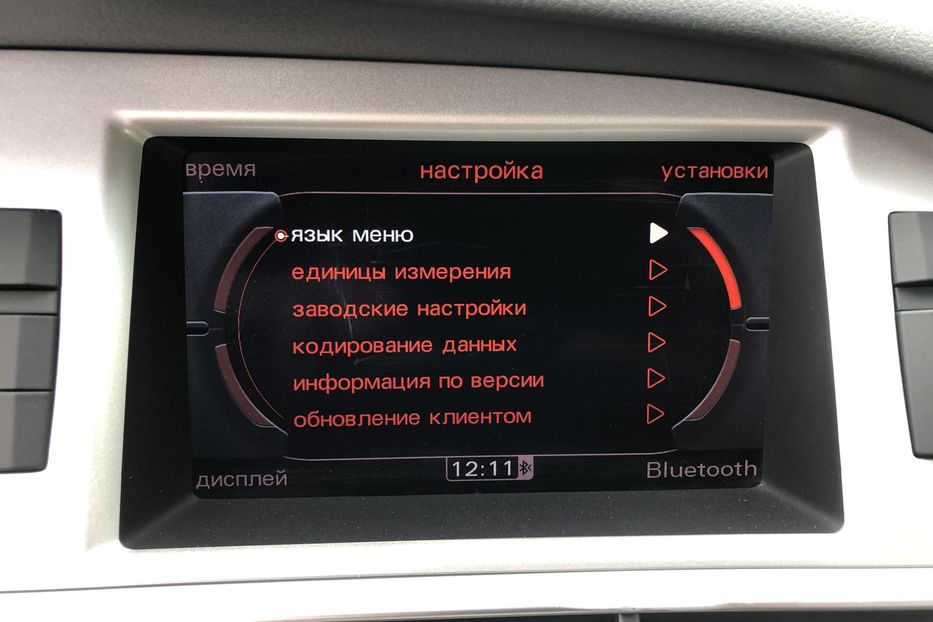 время настройка установки
язык меню
единицы измерения
заводские настройки
кодирование данных
информация по версии
обновление клиентом
дисплей 12:11 Bluetooth